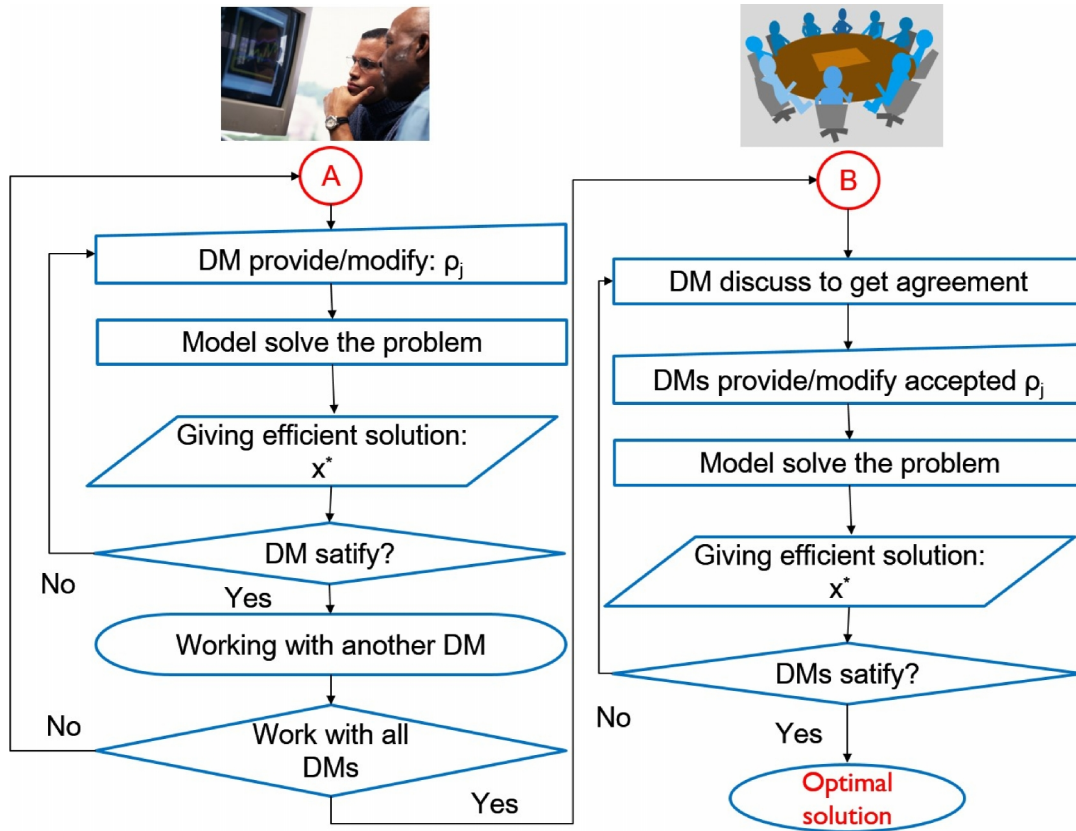 A
DM provide/modify: ρⱼ
Model solve the problem
Giving efficient solution:
x*
DM satify?
No
Yes
Working with another DM
No
Work with all
DMs
Yes
B
DM discuss to get agreement
DMs provide/modify accepted ρⱼ
Model solve the problem
Giving efficient solution:
x*
DMs satify?
No
Yes
Optimal
solution